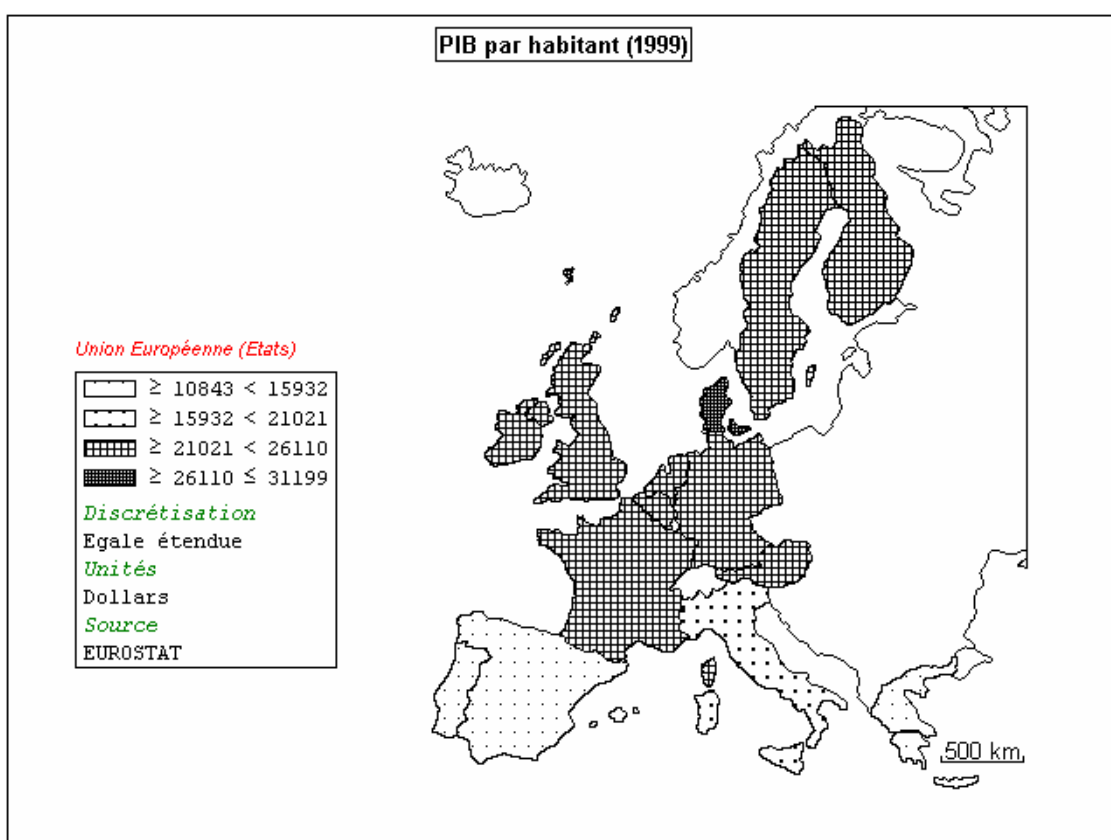 PIB par habitant (1999)
Union Européenne (Etats)
≥ 10843 < 15932
≥ 15932 < 21021
≥ 21021 < 26110
≥ 26110 ≤ 31199
Discrétisation
Egale étendue
Unités
Dollars
Source
EUROSTAT
500 km